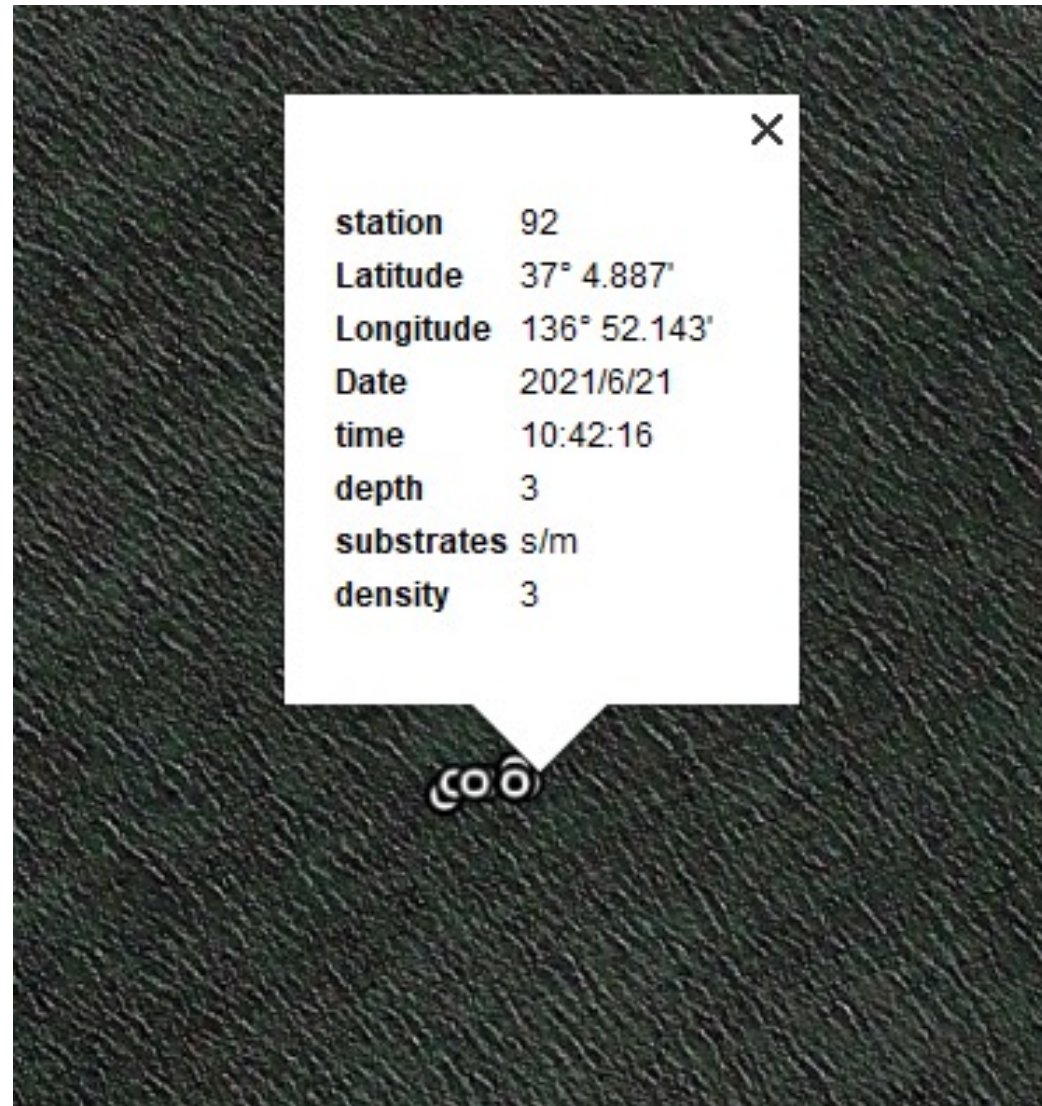 station 92
Latitude 37° 4.887'
Longitude 136° 52.143'
Date 2021/6/21
time 10:42:16
depth 3
substrates s/m
density 3